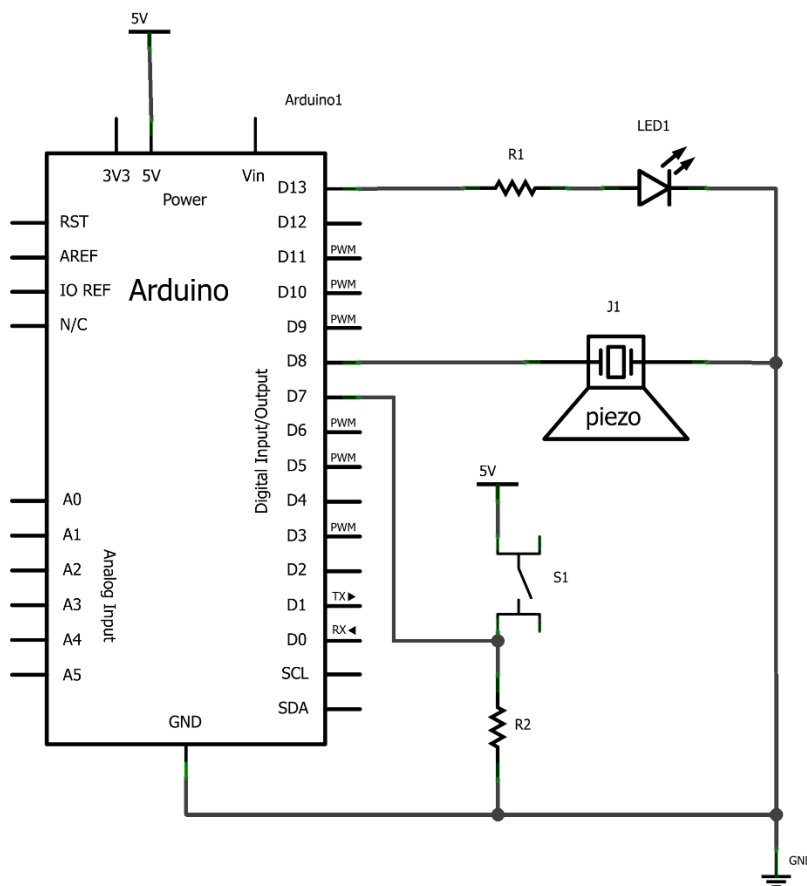 5V
Arduino1
LED1
R1
3V3 5V
Vin
Power
D13
RST
D12
AREF
D11 PWM
IO REF
Arduino
D10 PWM
N/C
D9 PWM
J1
D8
piezo
Digital Input/Output
D7
D6 PWM
D5 PWM
5V
A0
D4
A1
D3 PWM
Analog Input
A2
D2
S1
A3
D1 TX
A4
D0 RX
A5
SCL
SDA
GND
R2
GND